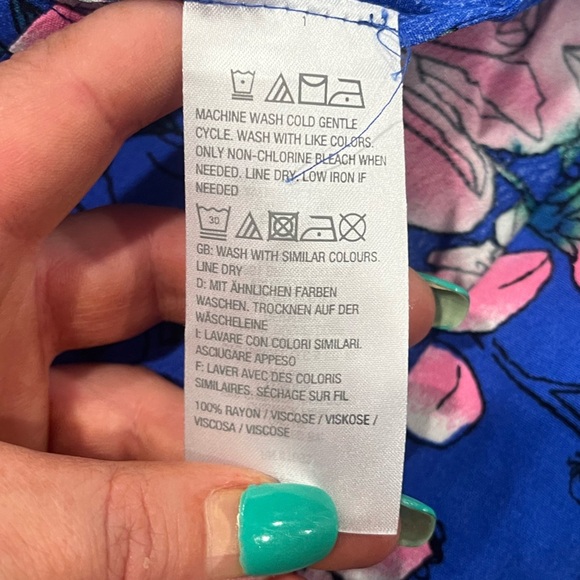 1
MACHINE WASH COLD GENTLE
CYCLE. WASH WITH LIKE COLORS.
ONLY NON-CHLORINE BLEACH WHEN
NEEDED. LINE DRY. LOW IRON IF
NEEDED
30
GB: WASH WITH SIMILAR COLOURS.
LINE DRY
D: MIT ÄHNLICHEN FARBEN
WASCHEN. TROCKNEN AUF DER
WÄSCHELEINE
I: LAVARE CON COLORI SIMILARI.
ASCIUGARE APPESO
F: LAVER AVEC DES COLORIS
SIMILAIRES. SÉCHAGE SUR FIL
100% RAYON / VISCOSE / VISKOSE /
VISCOSA / VISCOSE